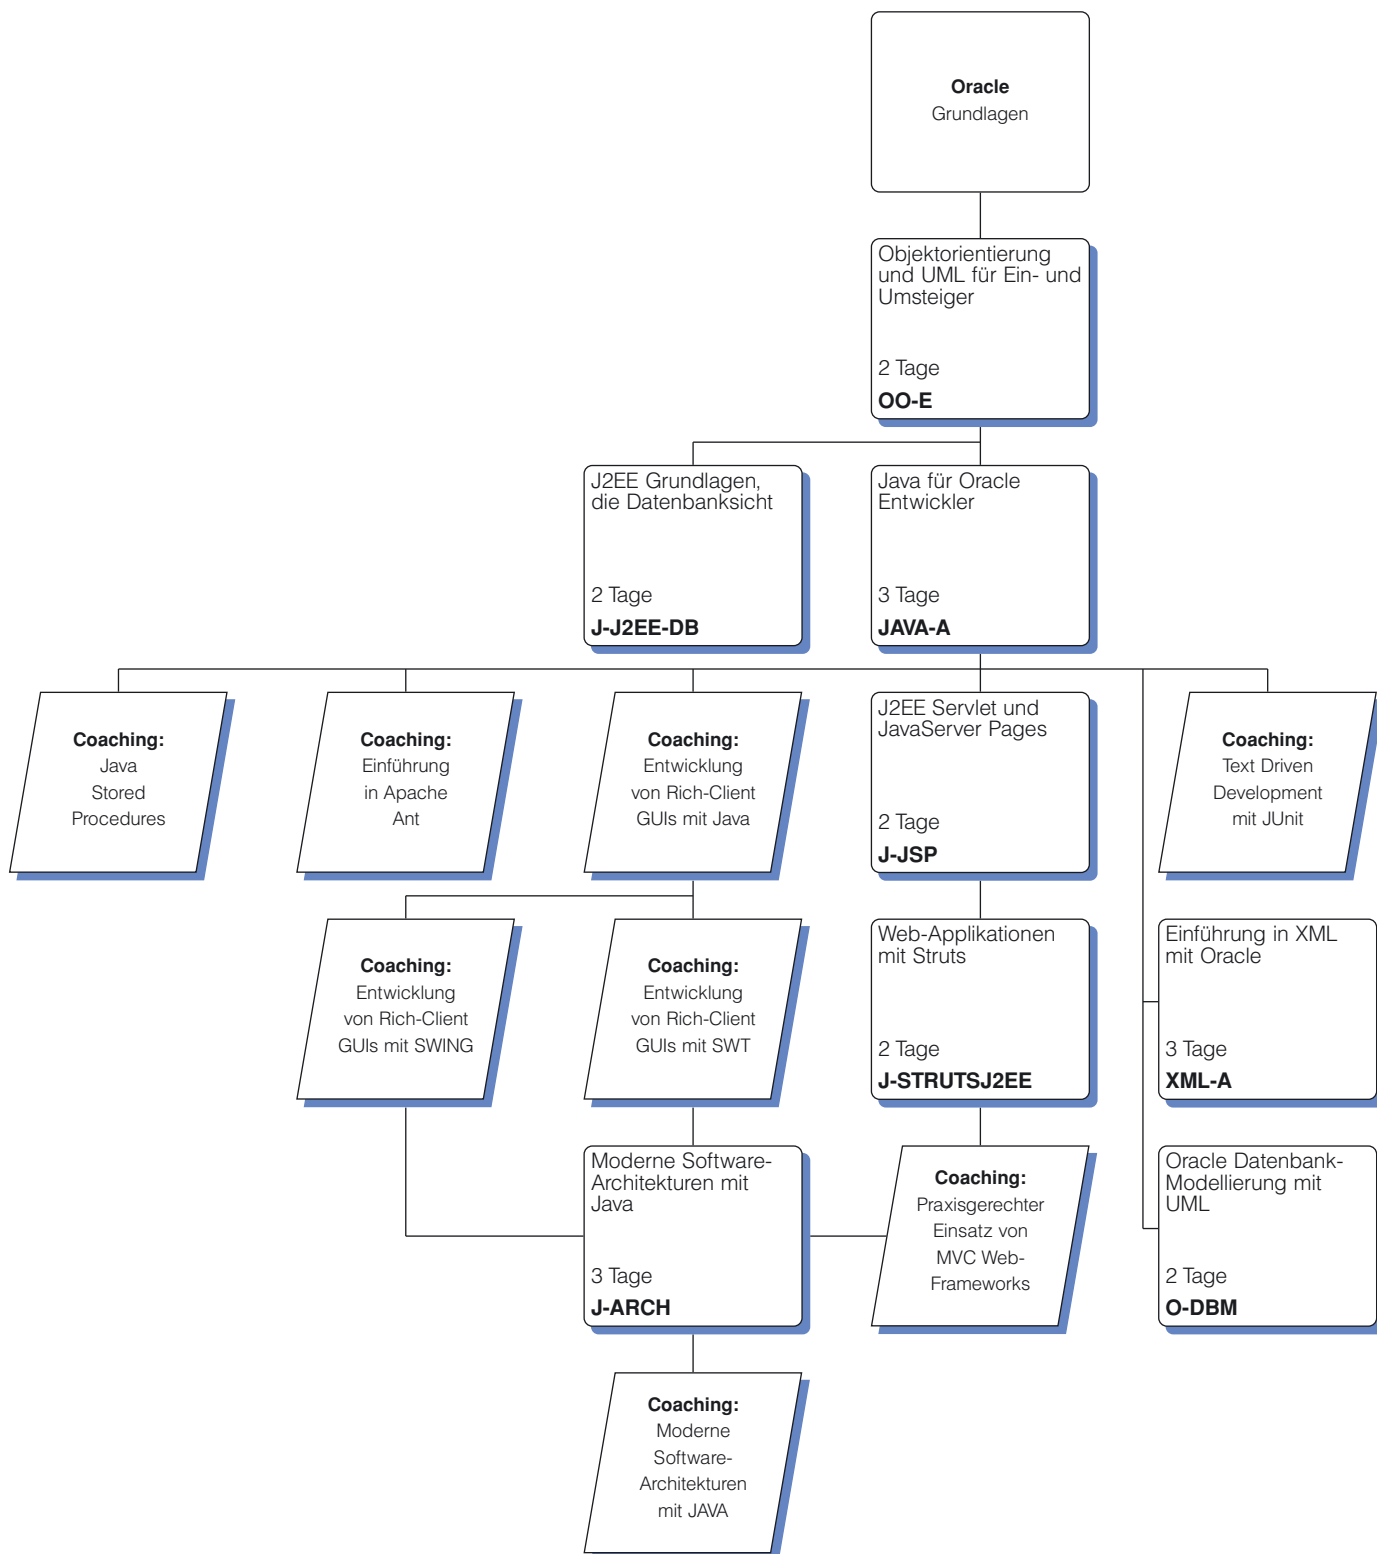 Oracle
Grundlagen
Objektorientierung
und UML für Ein- und
Umsteiger
2 Tage
OO-E
J2EE Grundlagen,
die Datenbanksicht
2 Tage
J-J2EE-DB
Java für Oracle
Entwickler
3 Tage
JAVA-A
Coaching:
Java
Stored
Procedures
Coaching:
Einführung
in Apache
Ant
Coaching:
Entwicklung
von Rich-Client
GUIs mit Java
J2EE Servlet und
JavaServer Pages
2 Tage
J-JSP
Coaching:
Text Driven
Development
mit JUnit
Coaching:
Entwicklung
von Rich-Client
GUIs mit SWING
Coaching:
Entwicklung
von Rich-Client
GUIs mit SWT
Web-Applikationen
mit Struts
2 Tage
J-STRUTSJ2EE
Einführung in XML
mit Oracle
3 Tage
XML-A
Moderne Software-
Architekturen mit
Java
3 Tage
J-ARCH
Coaching:
Praxisgerechter
Einsatz von
MVC Web-
Frameworks
Oracle Datenbank-
Modellierung mit
UML
2 Tage
O-DBM
Coaching:
Moderne
Software-
Architekturen
mit JAVA